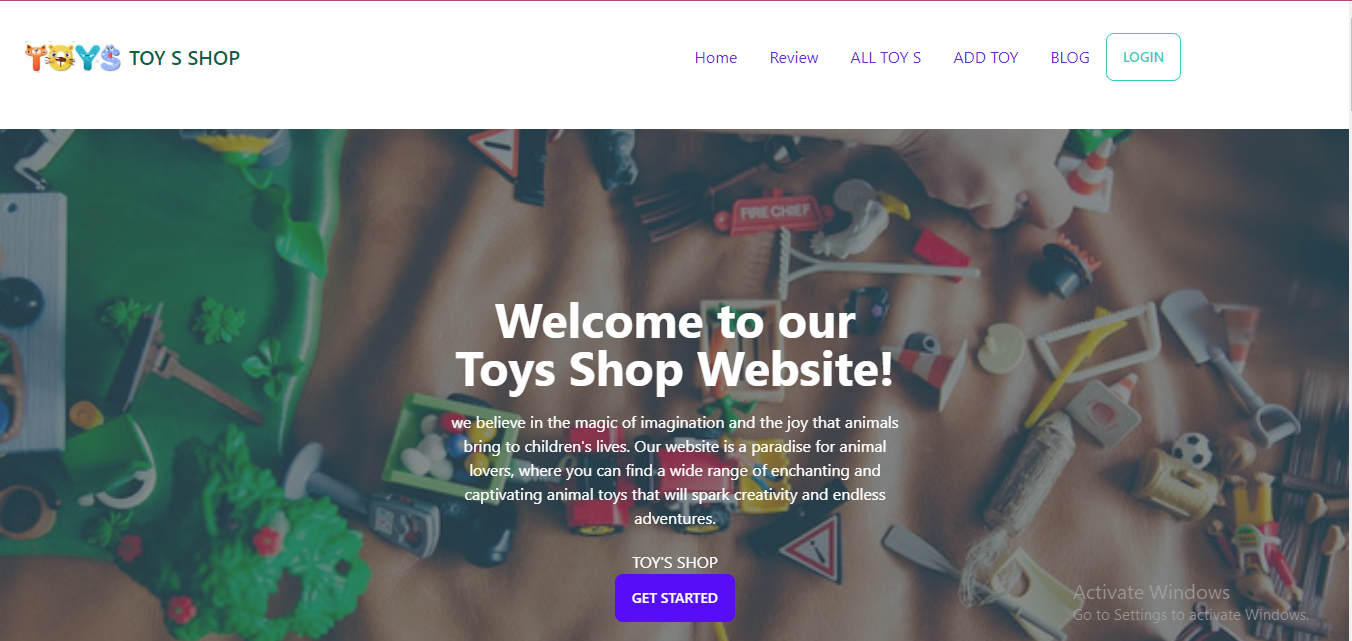 TOYS TOY S SHOP
Home Review ALL TOY S ADD TOY BLOG LOGIN
FIRE CHIEF
Welcome to our
Toys Shop Website!
we believe in the magic of imagination and the joy that animals
bring to children's lives. Our website is a paradise for animal
lovers, where you can find a wide range of enchanting and
captivating animal toys that will spark creativity and endless
adventures.
TOY'S SHOP
GET STARTED
Activate Windows
Go to Settings to activate Windows.